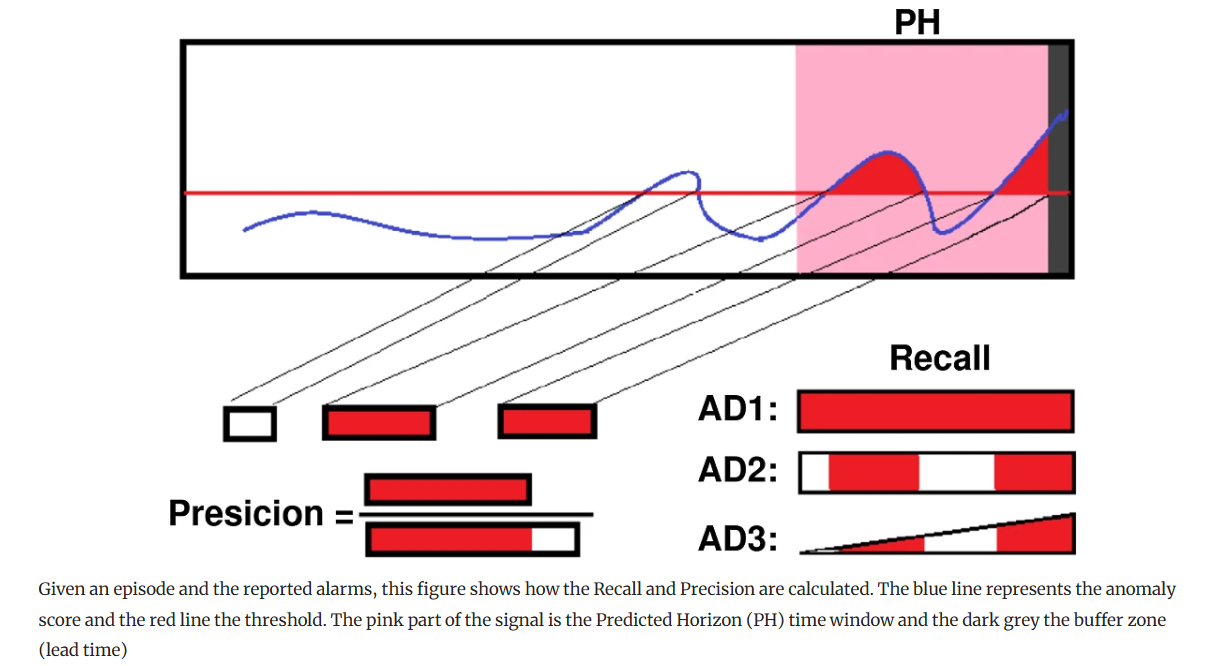 PH
Recall
AD1:
AD2:
Presicion =
AD3:
Given an episode and the reported alarms, this figure shows how the Recall and Precision are calculated. The blue line represents the anomaly
score and the red line the threshold. The pink part of the signal is the Predicted Horizon (PH) time window and the dark grey the buffer zone
(lead time)